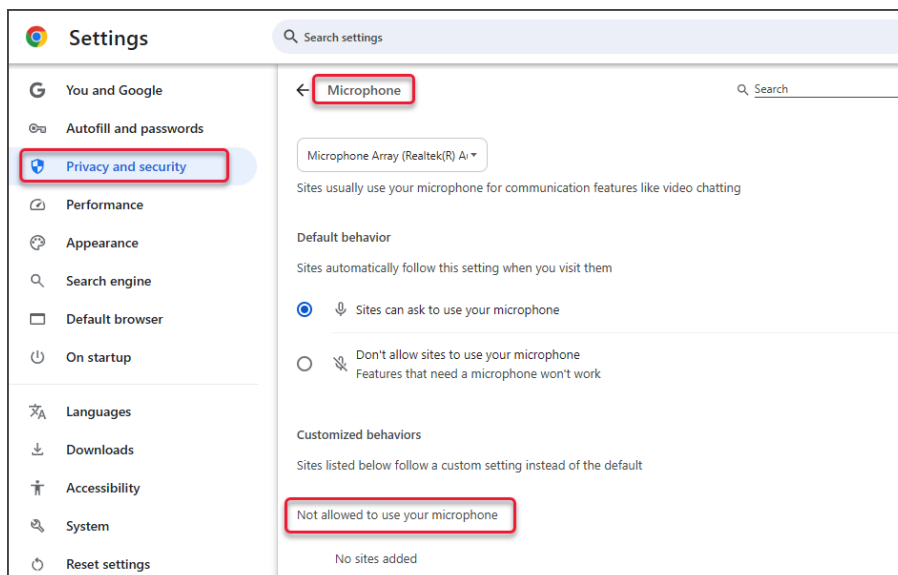 Settings
Search settings
You and Google
Autofill and passwords
Privacy and security
Performance
Appearance
Search engine
Default browser
On startup
Languages
Downloads
Accessibility
System
Reset settings
Microphone
Search
Microphone Array (Realtek(R) A
Sites usually use your microphone for communication features like video chatting
Default behavior
Sites automatically follow this setting when you visit them
Sites can ask to use your microphone
Don't allow sites to use your microphone
Features that need a microphone won't work
Customized behaviors
Sites listed below follow a custom setting instead of the default
Not allowed to use your microphone
No sites added